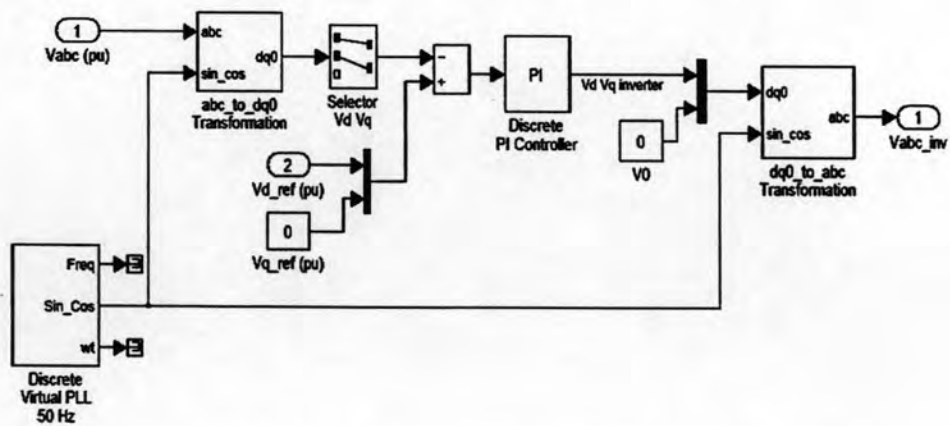 1
Vabc (pu)
abc
sin_cos
dq0
abc_to_dq0
Transformation
Selector
Vd Vq
−
+
PI
Discrete
PI Controller
Vd Vq inverter
0
V0
dq0
sin_cos
abc
dq0_to_abc
Transformation
1
Vabc_inv
2
Vd_ref (pu)
0
Vq_ref (pu)
Freq
Sin_Cos
wt
Discrete
Virtual PLL
50 Hz